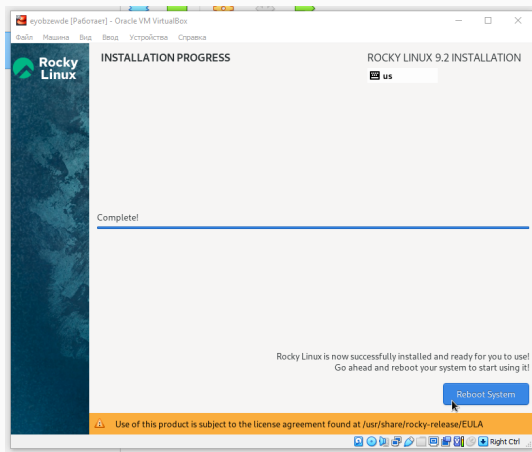 eyobzewde [Работает] - Oracle VM VirtualBox
Файл Машина Вид Ввод Устройства Справка
Rocky
Linux
INSTALLATION PROGRESS
ROCKY LINUX 9.2 INSTALLATION
us
Complete!
Rocky Linux is now successfully installed and ready for you to use!
Go ahead and reboot your system to start using it!
Reboot System
Use of this product is subject to the license agreement found at /usr/share/rocky-release/EULA
Right Ctrl